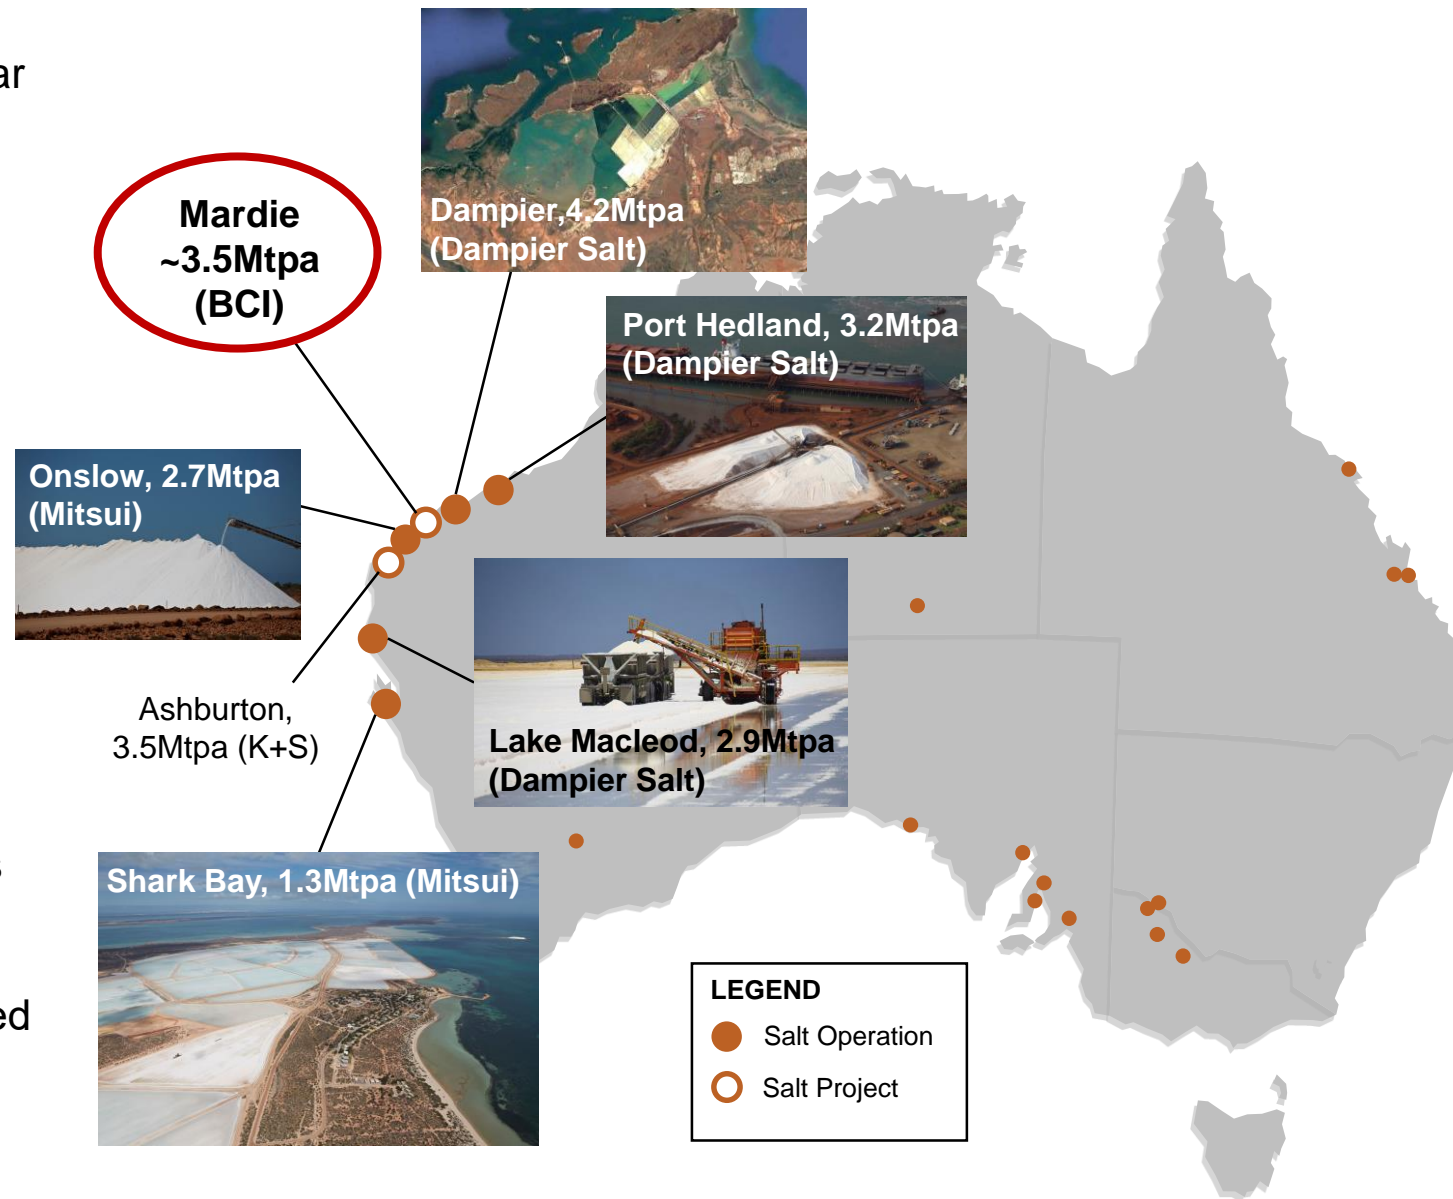 ar
Mardie
~3.5Mtpa
(BCI)
Dampier,4.2Mtpa
(Dampier Salt)
Port Hedland, 3.2Mtpa
(Dampier Salt)
Onslow, 2.7Mtpa
(Mitsui)
Ashburton,
3.5Mtpa (K+S)
Lake Macleod, 2.9Mtpa
(Dampier Salt)
s
Shark Bay, 1.3Mtpa (Mitsui)
ed
LEGEND
Salt Operation
Salt Project